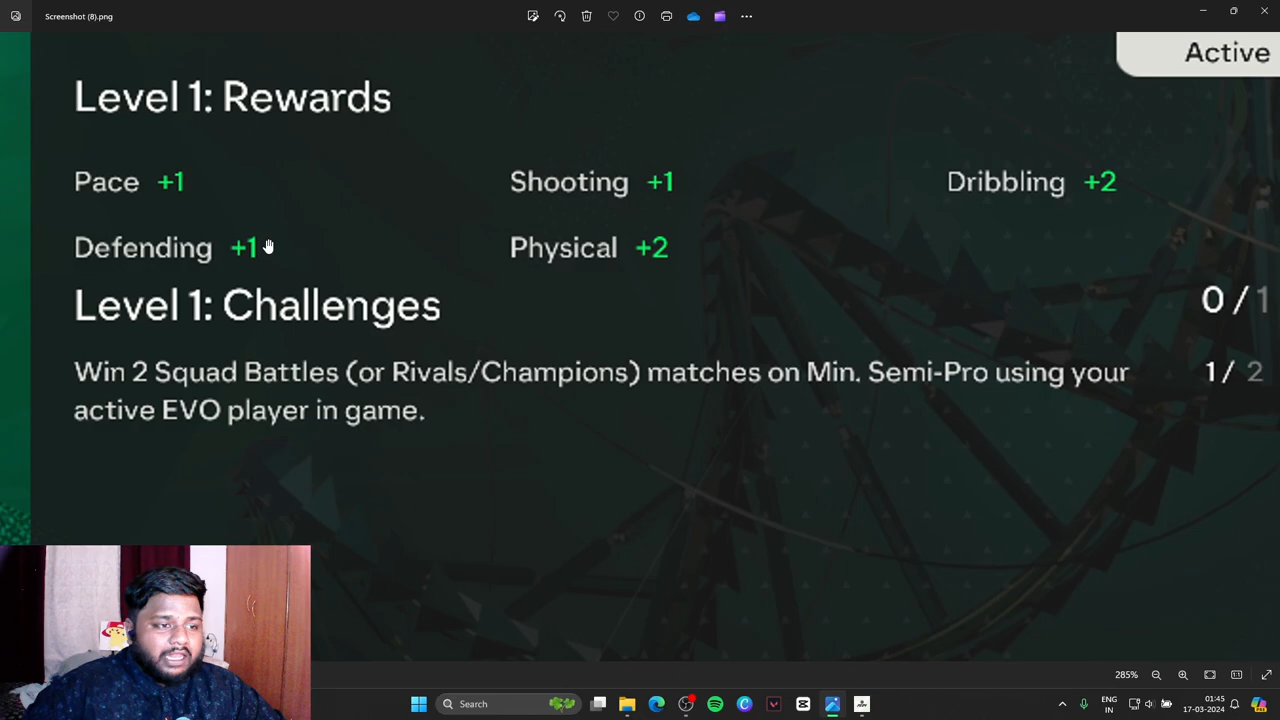 Screenshot (8).png
Active
Level 1: Rewards
Pace +1 Shooting +1 Dribbling +2
Defending +1 Physical +2
Level 1: Challenges 0 / 1
Win 2 Squad Battles (or Rivals/Champions) matches on Min. Semi-Pro using your 1 / 2
active EVO player in game.
285%
Search
ENG
IN
01:45
17-03-2024